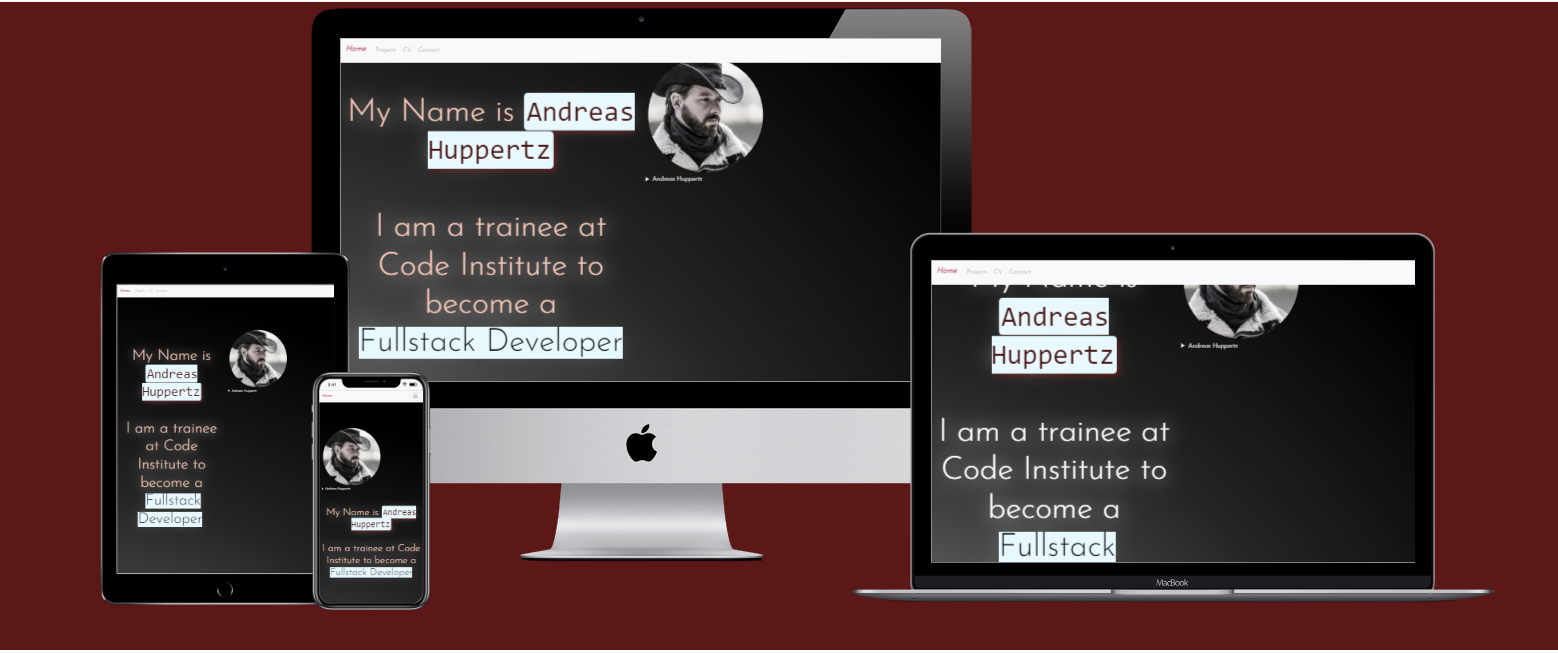 Home Projects CV Contact
My Name is Andreas
Huppertz
▶ Andreas Huppertz
I am a trainee at
Code Institute to
become a
Fullstack Developer
Home Projects CV Contact
My Name is
Andreas
Huppertz
▶ Andreas Huppertz
I am a trainee
at Code
Institute to
become a
Fullstack
Developer
Home
▶ Andreas Huppertz
My Name is Andreas
Huppertz
I am a trainee at Code
Institute to become a
Fullstack Developer
Home Projects CV Contact
My Name is
Andreas
Huppertz
▶ Andreas Huppertz
I am a trainee at
Code Institute to
become a
Fullstack
MacBook